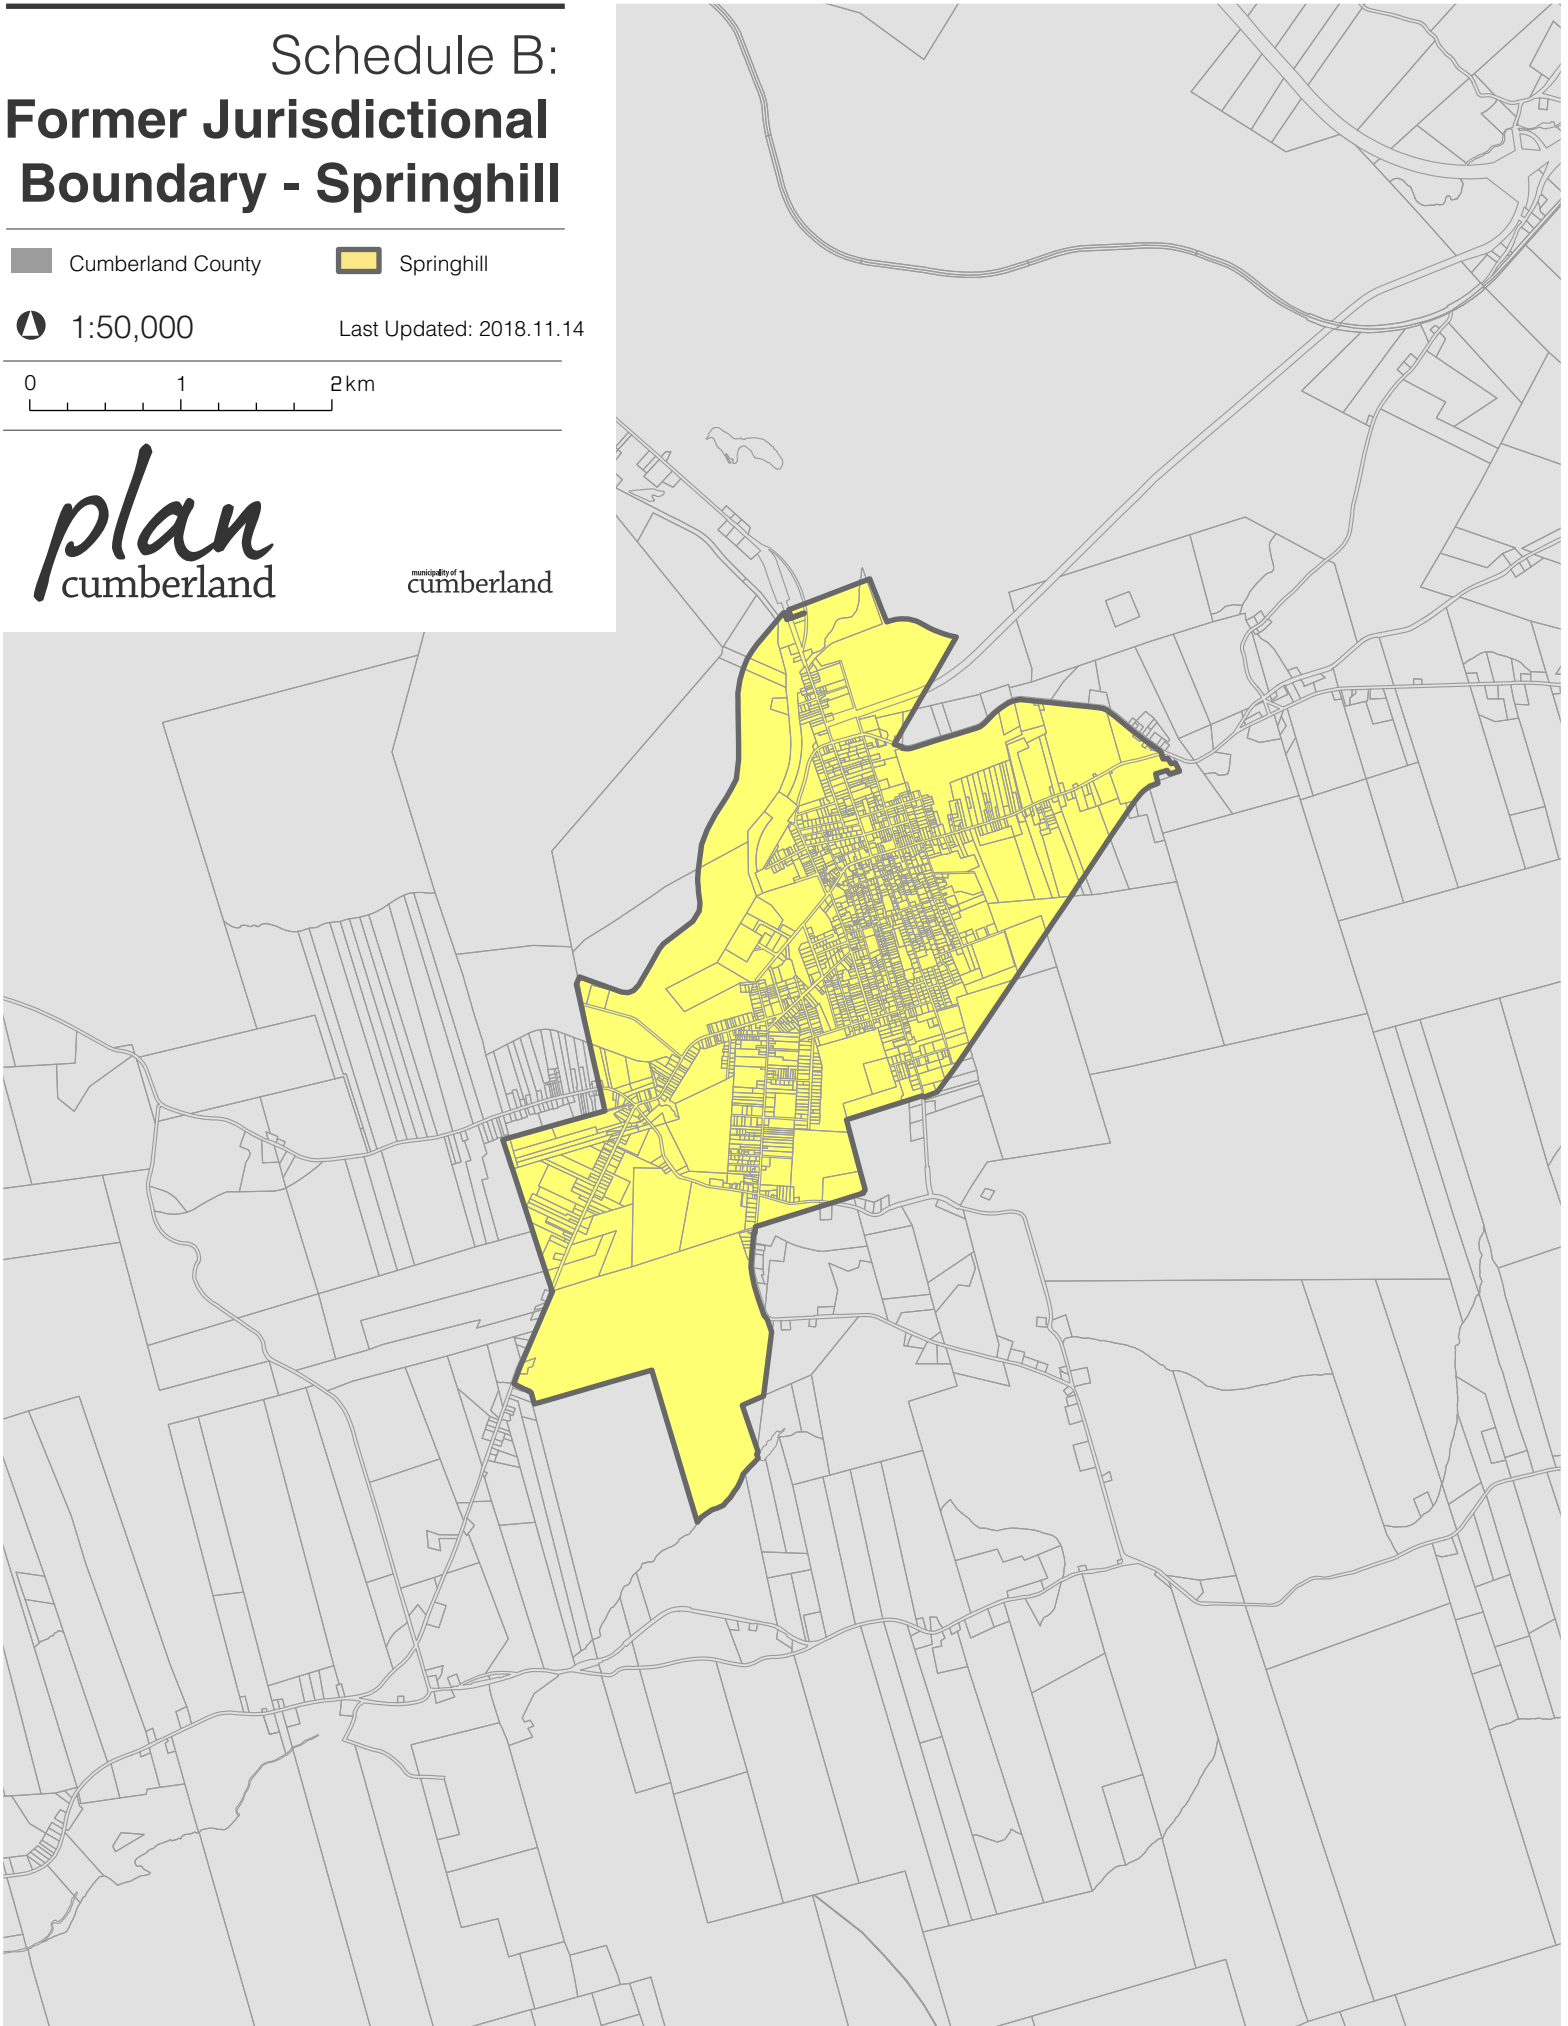 Schedule B:
Former Jurisdictional
Boundary - Springhill
Cumberland County
Springhill
1:50,000
Last Updated: 2018.11.14
0 1 2 km
plan
cumberland
municipality of
cumberland